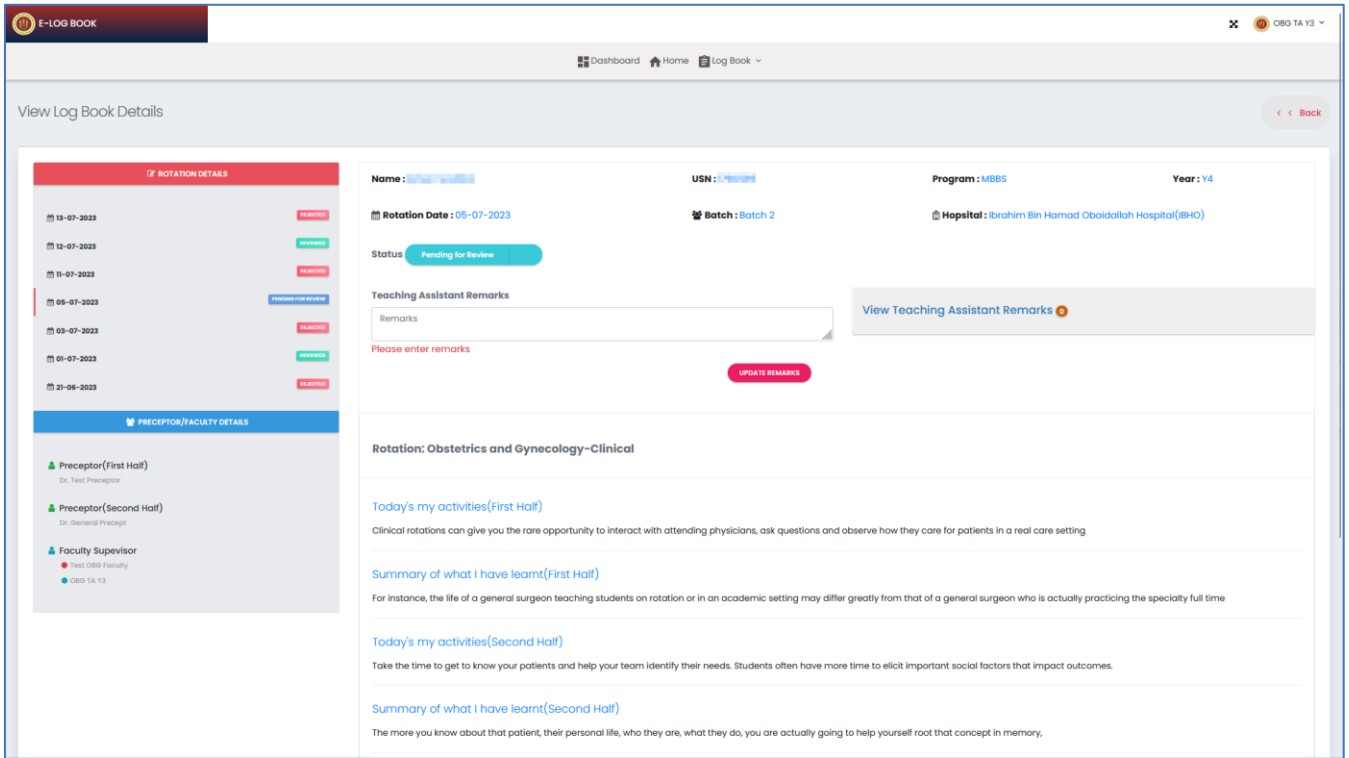 E-LOG BOOK
OBG TA Y3
Dashboard Home Log Book
View Log Book Details
< < Back
ROTATION DETAILS
13-07-2023 REJECTED
12-07-2023 REVIEWED
11-07-2023 REJECTED
05-07-2023 PENDING FOR REVIEW
03-07-2023 REJECTED
01-07-2023 REVIEWED
21-06-2023 REJECTED
PRECEPTOR/FACULTY DETAILS
Preceptor(First Half)
Dr. Test Preceptor
Preceptor(Second Half)
Dr. General Precept
Faculty Supevisor
Test OBG Faculty
OBG TA Y3
Name : USN : Program : MBBS Year : Y4
Rotation Date : 05-07-2023 Batch : Batch 2 Hopsital : Ibrahim Bin Hamad Obaidallah Hospital(IBHO)
Status Pending for Review
Teaching Assistant Remarks
Remarks
Please enter remarks
View Teaching Assistant Remarks 0
UPDATE REMARKS
Rotation: Obstetrics and Gynecology-Clinical
Today's my activities(First Half)
Clinical rotations can give you the rare opportunity to interact with attending physicians, ask questions and observe how they care for patients in a real care setting
Summary of what I have learnt(First Half)
For instance, the life of a general surgeon teaching students on rotation or in an academic setting may differ greatly from that of a general surgeon who is actually practicing the specialty full time
Today's my activities(Second Half)
Take the time to get to know your patients and help your team identify their needs. Students often have more time to elicit important social factors that impact outcomes.
Summary of what I have learnt(Second Half)
The more you know about that patient, their personal life, who they are, what they do, you are actually going to help yourself root that concept in memory,